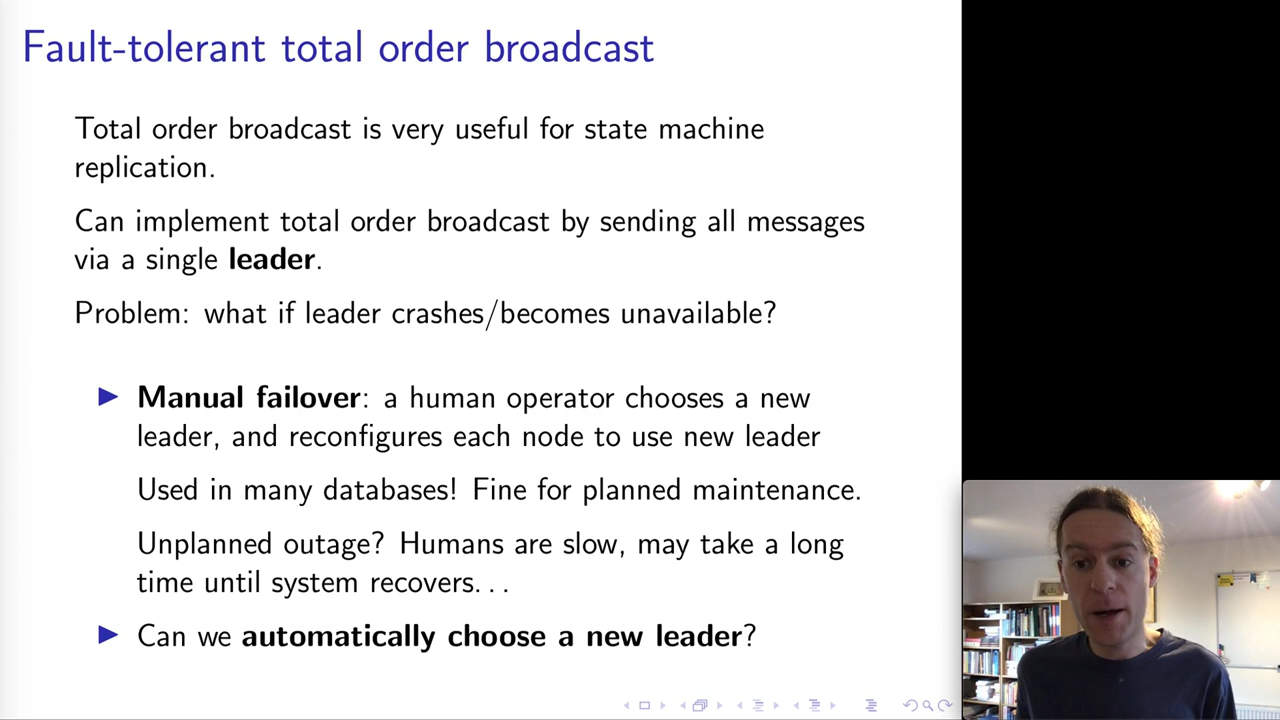 Fault-tolerant total order broadcast
Total order broadcast is very useful for state machine
replication.
Can implement total order broadcast by sending all messages
via a single leader.
Problem: what if leader crashes/becomes unavailable?
Manual failover: a human operator chooses a new
leader, and reconfigures each node to use new leader
Used in many databases! Fine for planned maintenance.
Unplanned outage? Humans are slow, may take a long
time until system recovers...
Can we automatically choose a new leader?